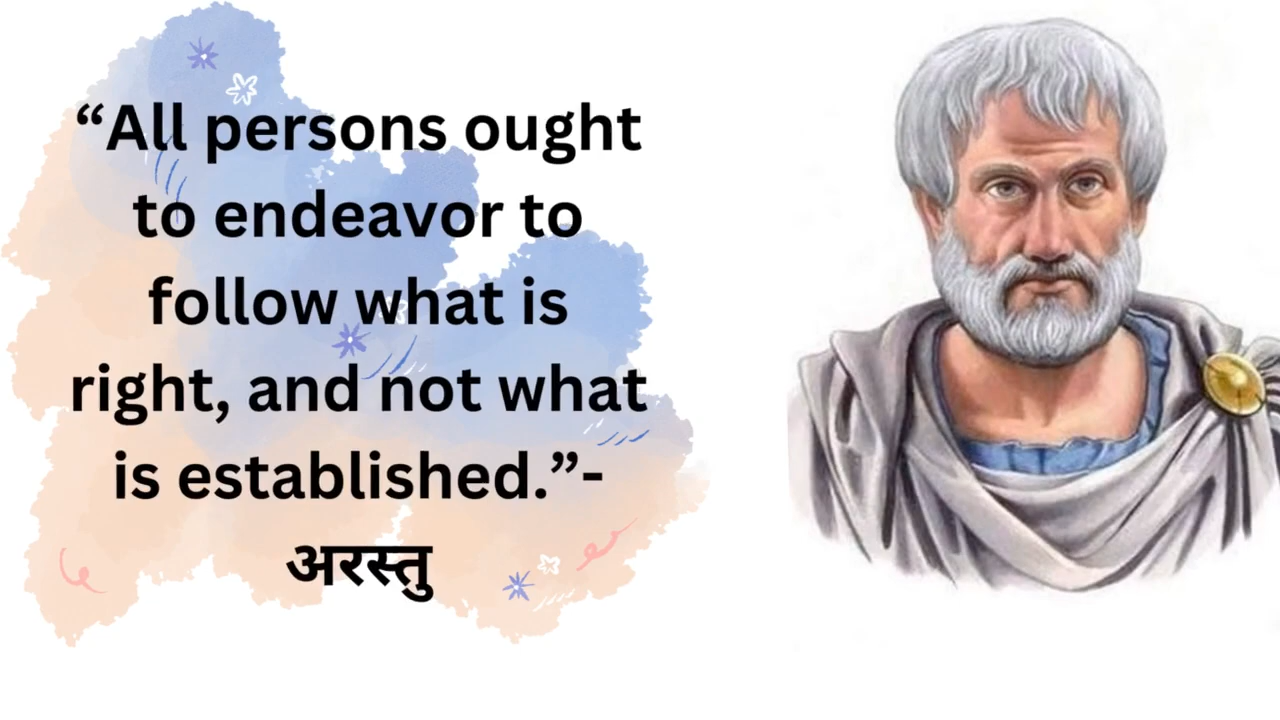 “All persons ought
to endeavor to
follow what is
right, and not what
is established.”-
अरस्तु